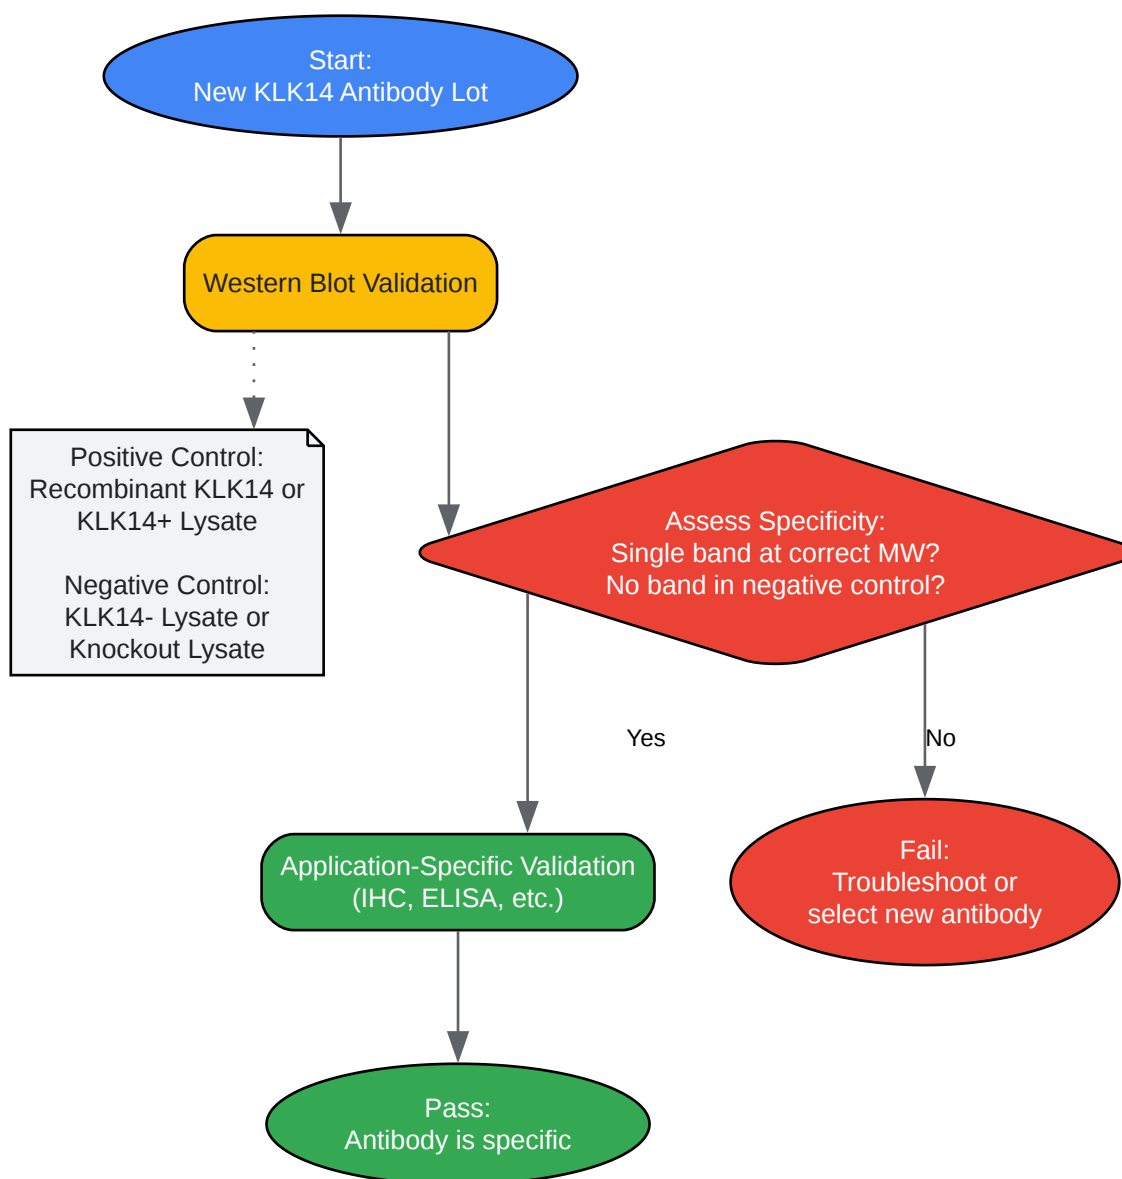 Start:
New KLK14 Antibody Lot
Western Blot Validation
Positive Control:
Recombinant KLK14 or
KLK14+ Lysate
Negative Control:
KLK14- Lysate or
Knockout Lysate
Assess Specificity:
Single band at correct MW?
No band in negative control?
Yes
No
Application-Specific Validation
(IHC, ELISA, etc.)
Fail:
Troubleshoot or
select new antibody
Pass:
Antibody is specific